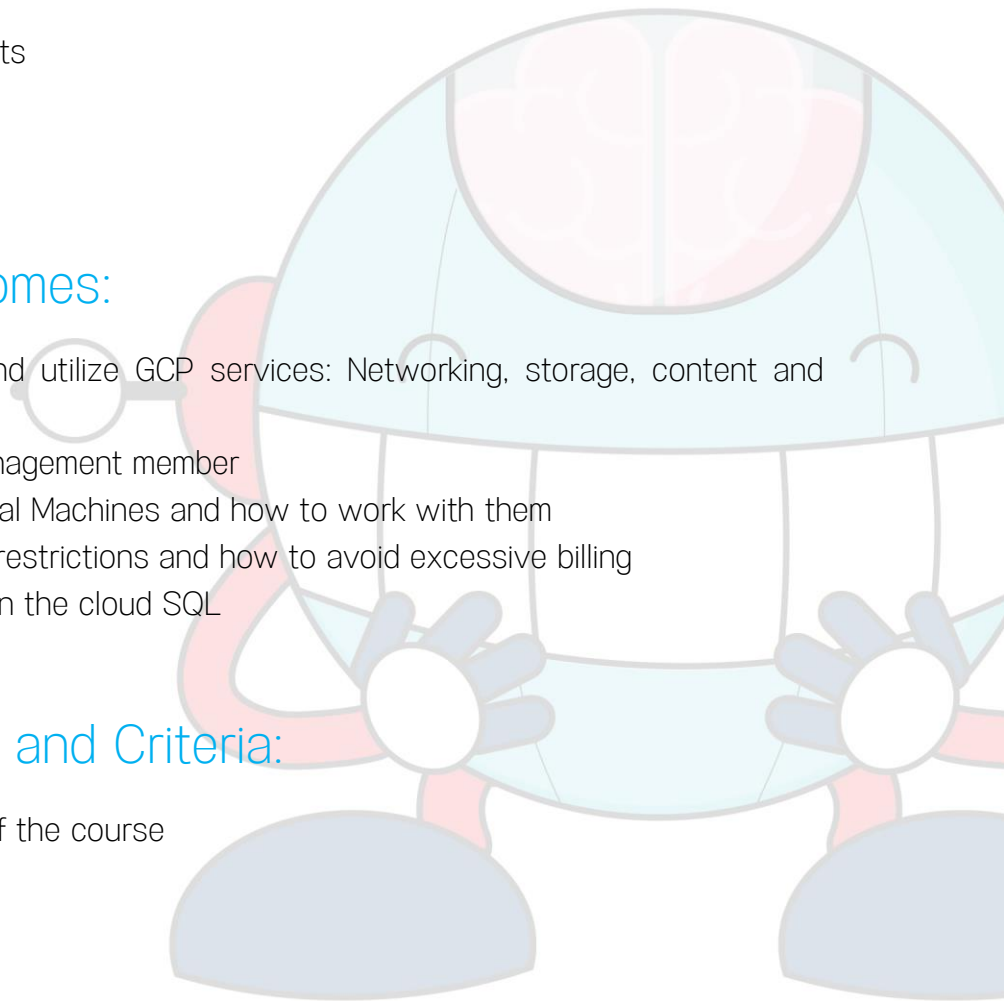 ts
omes:
nd utilize GCP services: Networking, storage, content and
nagement member
al Machines and how to work with them
restrictions and how to avoid excessive billing
n the cloud SQL
and Criteria:
f the course